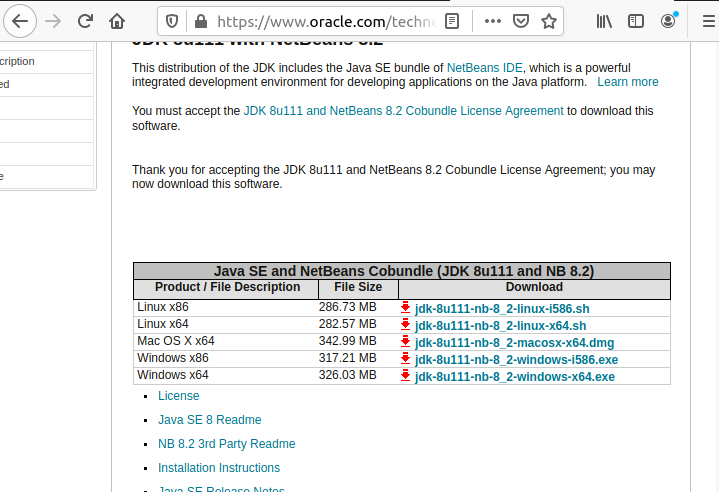 https://www.oracle.com/techne
JDK 8u111 with NetBeans 8.2
cription
ed
e
This distribution of the JDK includes the Java SE bundle of NetBeans IDE, which is a powerful
integrated development environment for developing applications on the Java platform. Learn more
You must accept the JDK 8u111 and NetBeans 8.2 Cobundle License Agreement to download this
software.
Thank you for accepting the JDK 8u111 and NetBeans 8.2 Cobundle License Agreement; you may
now download this software.
Java SE and NetBeans Cobundle (JDK 8u111 and NB 8.2)
Product / File Description File Size Download
Linux x86 286.73 MB jdk-8u111-nb-8_2-linux-i586.sh
Linux x64 282.57 MB jdk-8u111-nb-8_2-linux-x64.sh
Mac OS X x64 342.99 MB jdk-8u111-nb-8_2-macosx-x64.dmg
Windows x86 317.21 MB jdk-8u111-nb-8_2-windows-i586.exe
Windows x64 326.03 MB jdk-8u111-nb-8_2-windows-x64.exe
License
Java SE 8 Readme
NB 8.2 3rd Party Readme
Installation Instructions
Java SE Release Notes